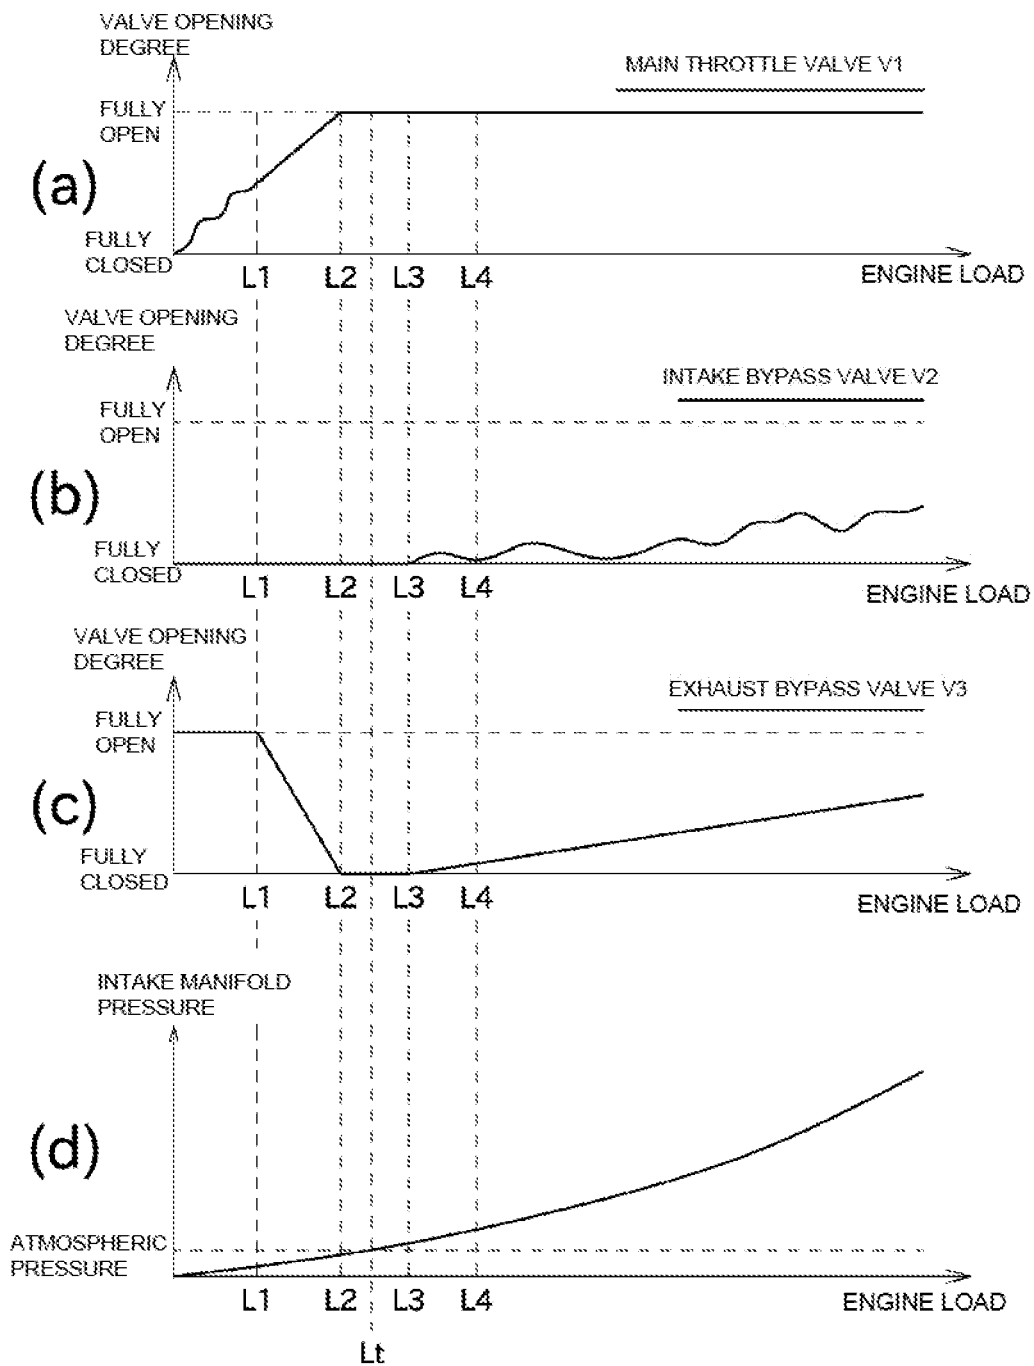 VALVE OPENING
DEGREE
MAIN THROTTLE VALVE V1
FULLY
OPEN
(a)
FULLY
CLOSED
L1 L2 L3 L4 ENGINE LOAD
VALVE OPENING
DEGREE
INTAKE BYPASS VALVE V2
FULLY
OPEN
(b)
FULLY
CLOSED
L1 L2 L3 L4 ENGINE LOAD
VALVE OPENING
DEGREE
EXHAUST BYPASS VALVE V3
FULLY
OPEN
(c)
FULLY
CLOSED
L1 L2 L3 L4 ENGINE LOAD
INTAKE MANIFOLD
PRESSURE
(d)
ATMOSPHERIC
PRESSURE
L1 L2 L3 L4 ENGINE LOAD
Lt